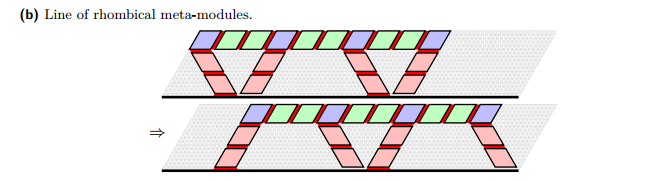 (b) Line of rhombical meta-modules.
⇒